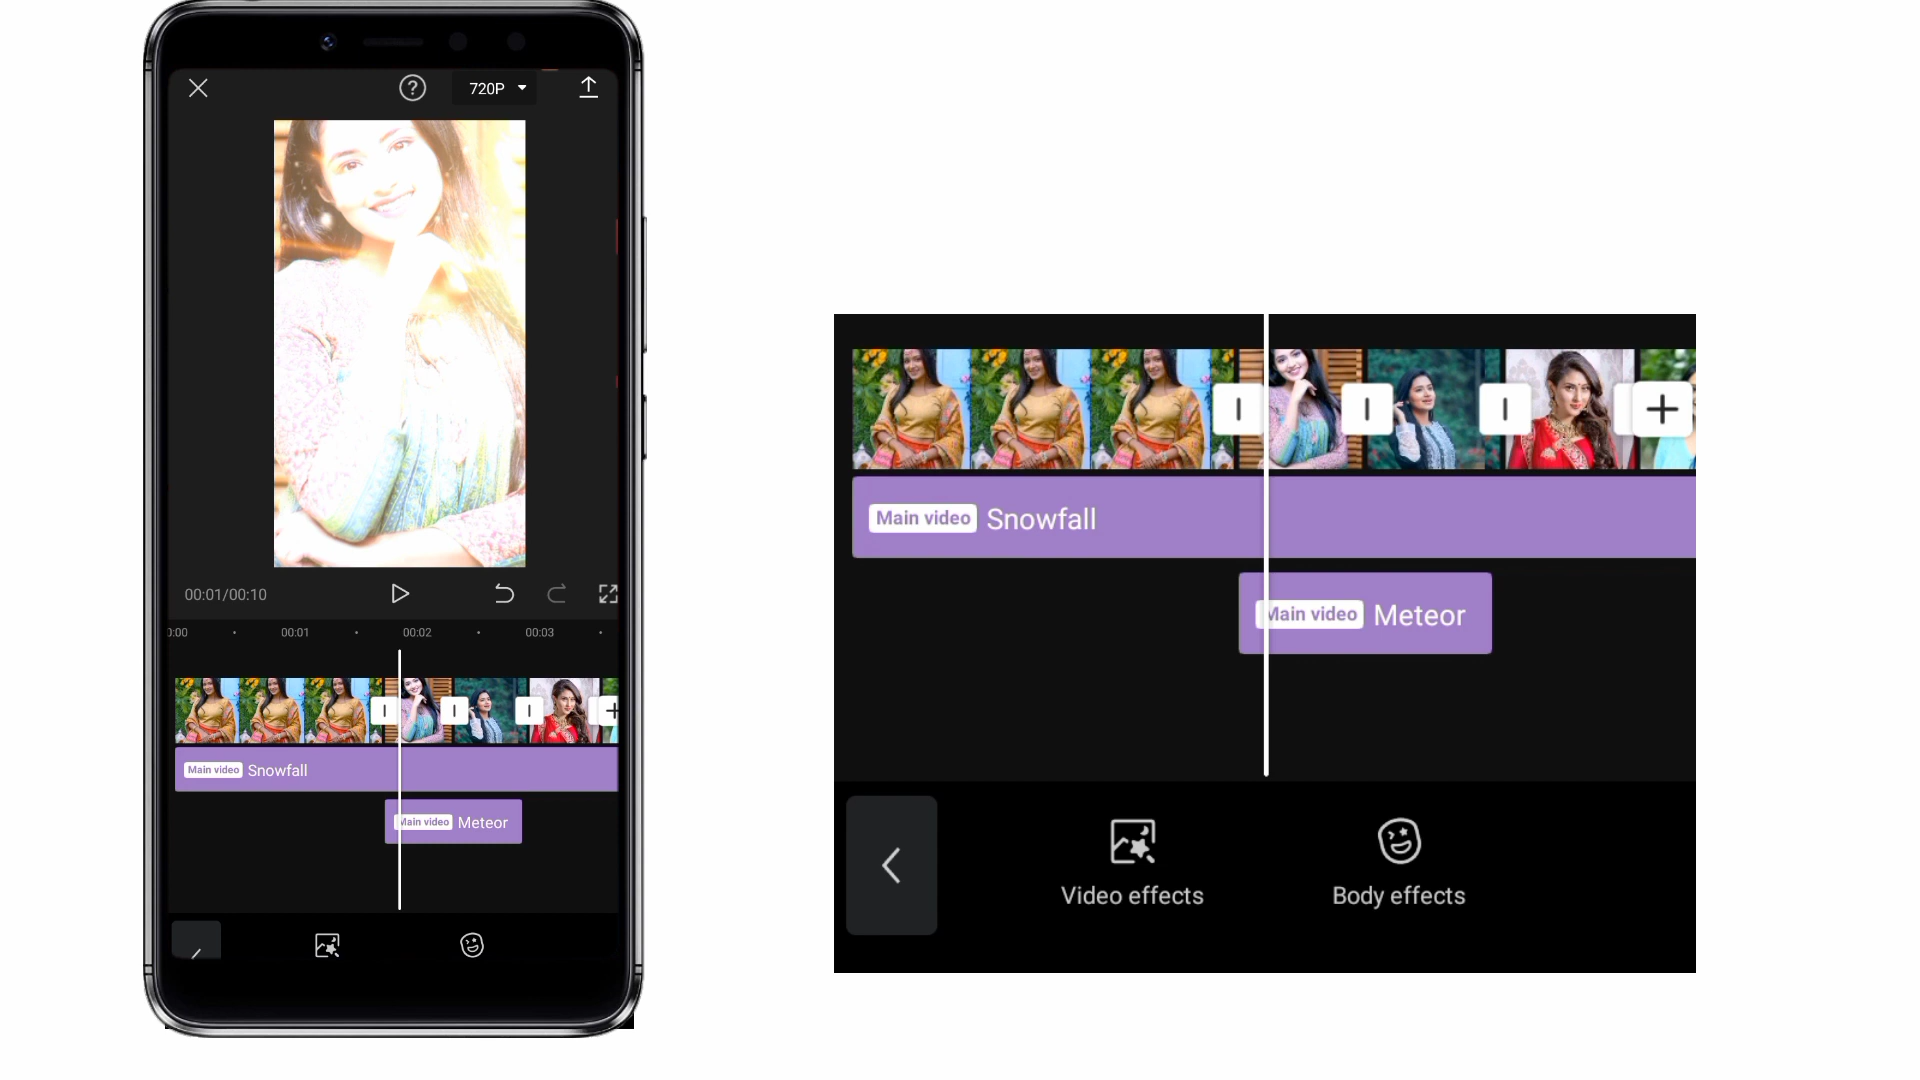 720P
00:01/00:10
0:00 00:01 00:02 00:03
Main video Snowfall
Main video Meteor
Main video Snowfall
Main video Meteor
Video effects Body effects